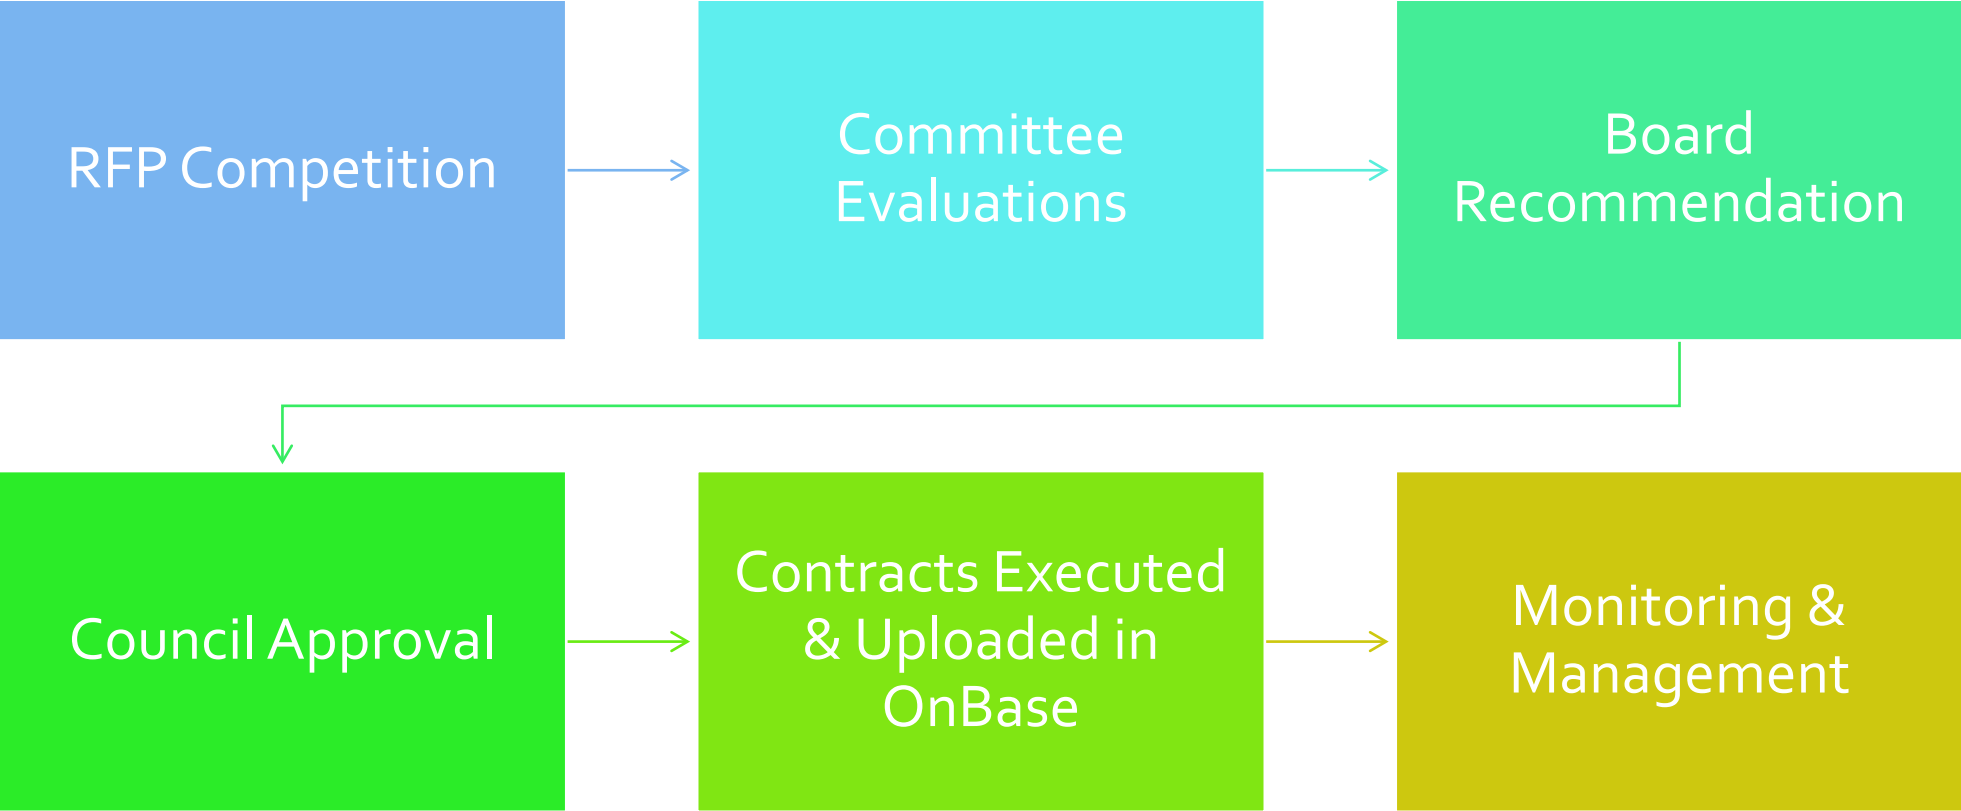 RFP Competition
Committee
Evaluations
Board
Recommendation
Council Approval
Contracts Executed
& Uploaded in
OnBase
Monitoring &
Management